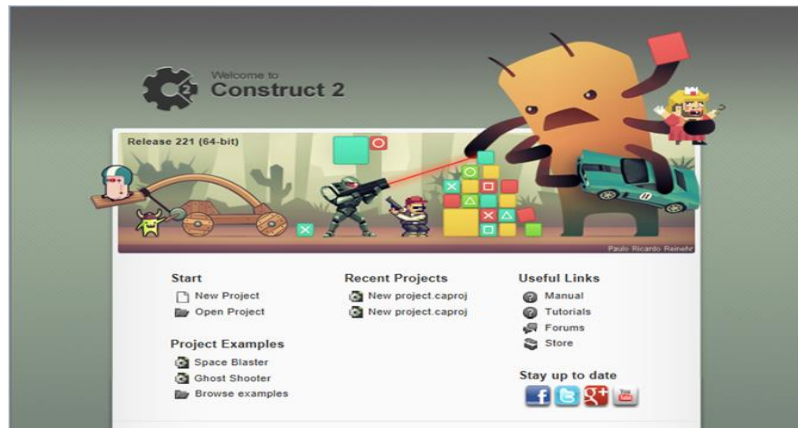 Welcome to
Construct 2
Release 221 (64-bit)
Paulo Ricardo Reinehr
Start
New Project
Open Project
Project Examples
Space Blaster
Ghost Shooter
Browse examples
Recent Projects
New project.caproj
New project.caproj
Useful Links
Manual
Tutorials
Forums
Store
Stay up to date